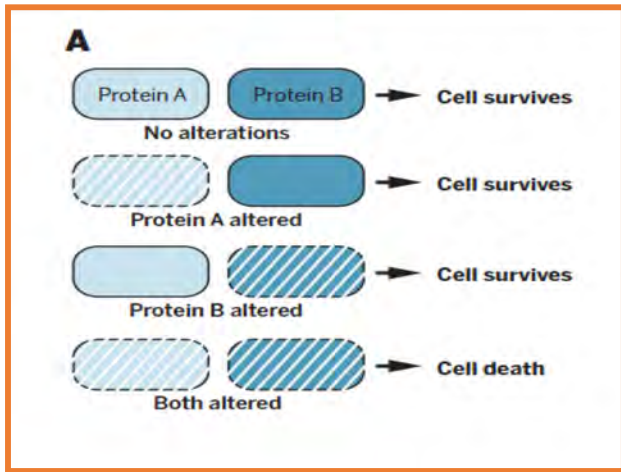 A
Protein A Protein B Cell survives
No alterations
Cell survives
Protein A altered
Cell survives
Protein B altered
Cell death
Both altered